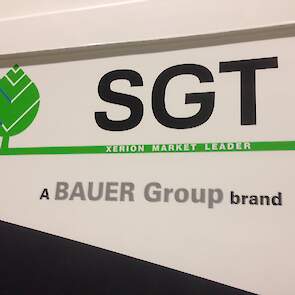 SGT
XERION MARKET LEADER
A BAUER Group brand